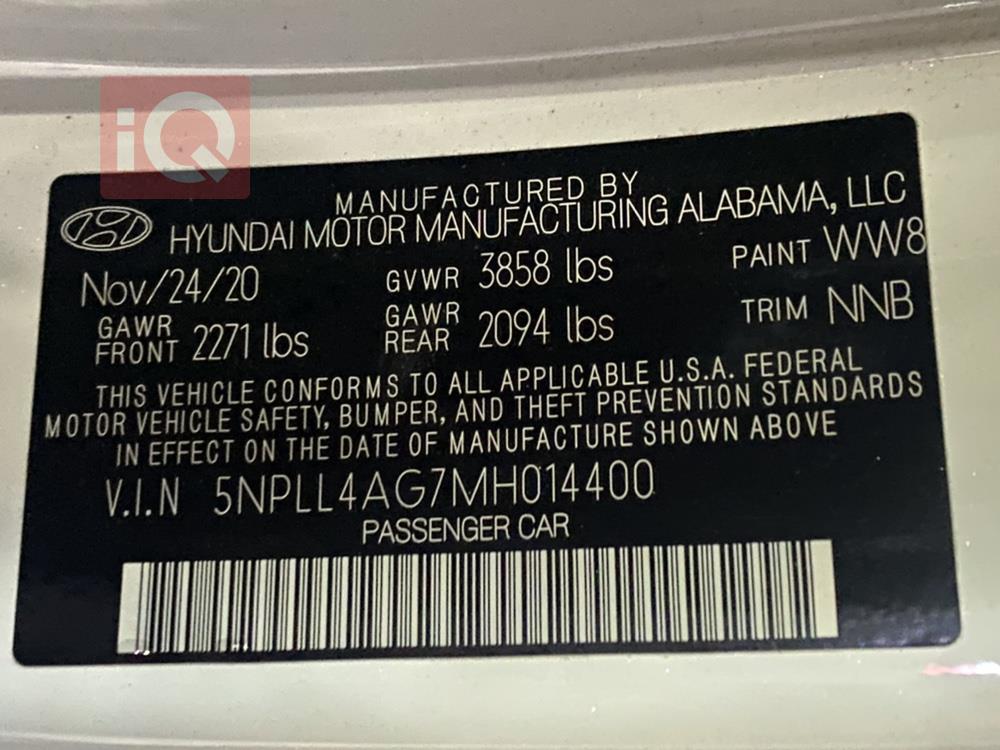 iQ
MANUFACTURED BY
HYUNDAI MOTOR MANUFACTURING ALABAMA, LLC
Nov/24/20 GVWR 3858 lbs PAINT WW8
GAWR FRONT 2271 lbs GAWR REAR 2094 lbs TRIM NNB
THIS VEHICLE CONFORMS TO ALL APPLICABLE U.S.A. FEDERAL
MOTOR VEHICLE SAFETY, BUMPER, AND THEFT PREVENTION STANDARDS
IN EFFECT ON THE DATE OF MANUFACTURE SHOWN ABOVE
V.I.N 5NPLL4AG7MH014400
PASSENGER CAR